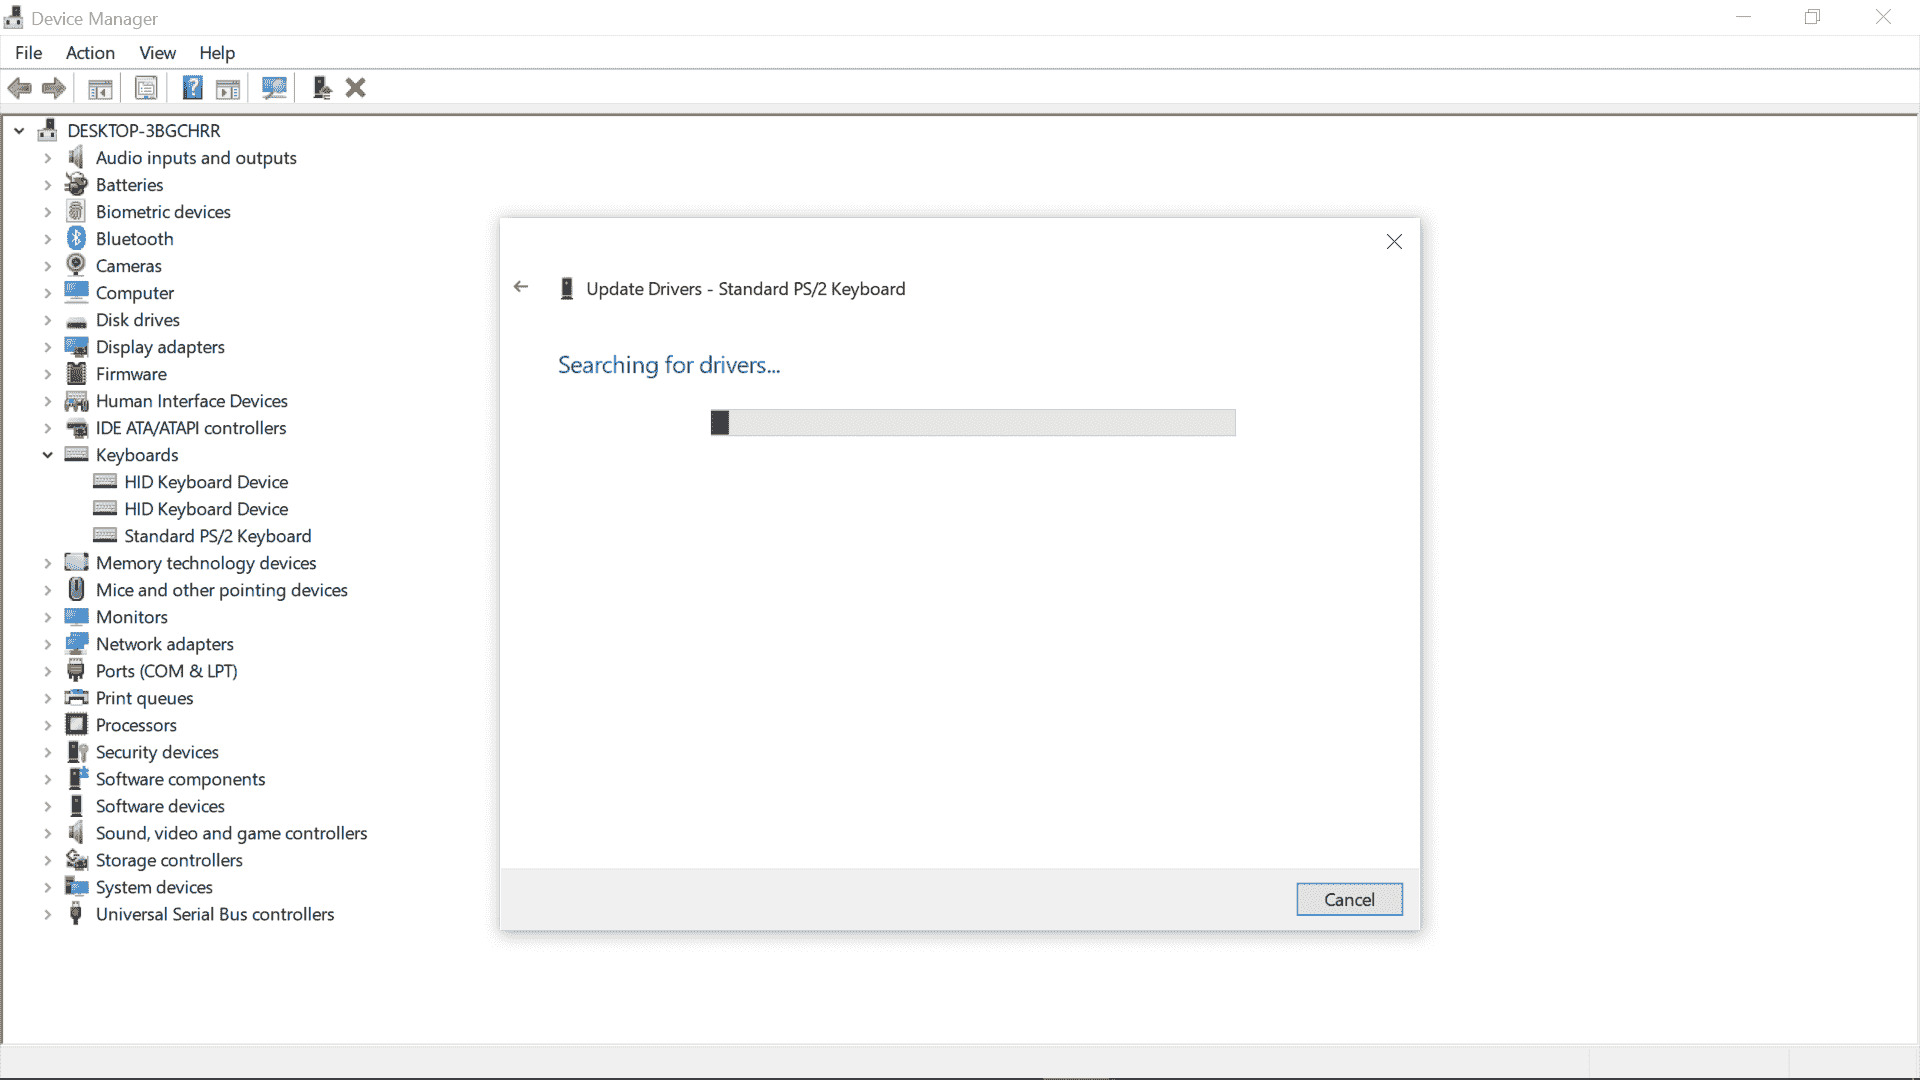 Device Manager
File Action View Help
DESKTOP-3BGCHRR
Audio inputs and outputs
Batteries
Biometric devices
Bluetooth
Cameras
Computer
Disk drives
Display adapters
Firmware
Human Interface Devices
IDE ATA/ATAPI controllers
Keyboards
HID Keyboard Device
HID Keyboard Device
Standard PS/2 Keyboard
Memory technology devices
Mice and other pointing devices
Monitors
Network adapters
Ports (COM & LPT)
Print queues
Processors
Security devices
Software components
Software devices
Sound, video and game controllers
Storage controllers
System devices
Universal Serial Bus controllers
Update Drivers - Standard PS/2 Keyboard
Searching for drivers...
Cancel